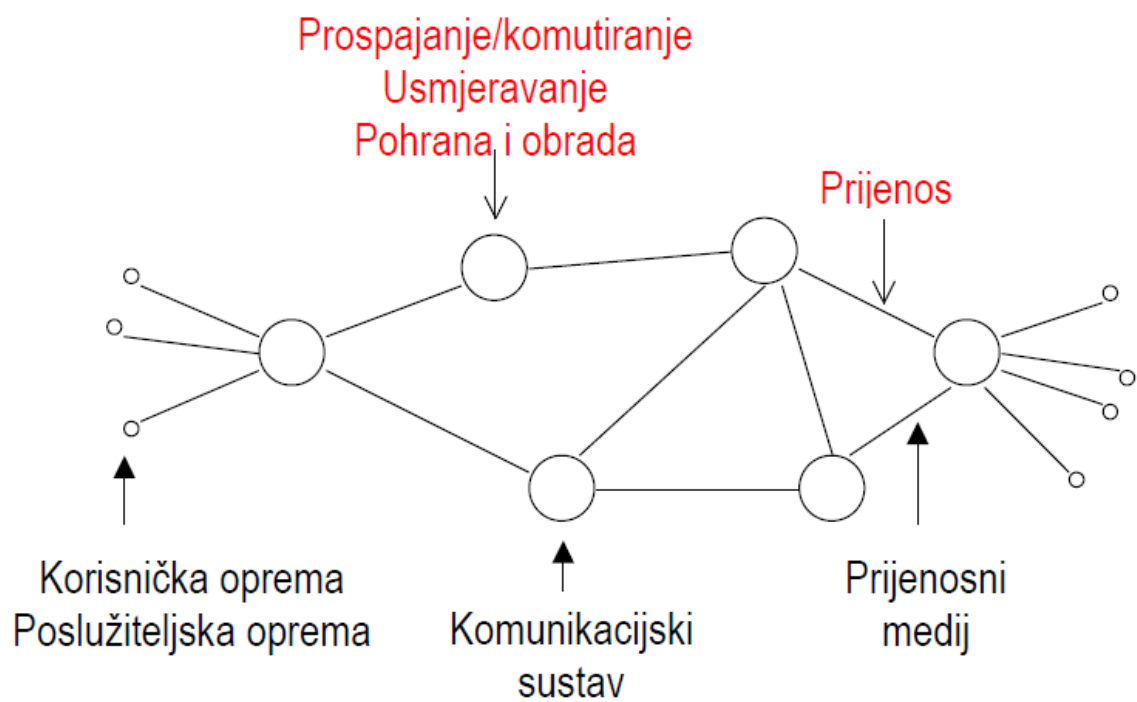 Prospajanje/komutiranje
Usmjeravanje
Pohrana i obrada
Prijenos
Korisnička oprema
Poslužiteljska oprema
Komunikacijski
sustav
Prijenosni
medij